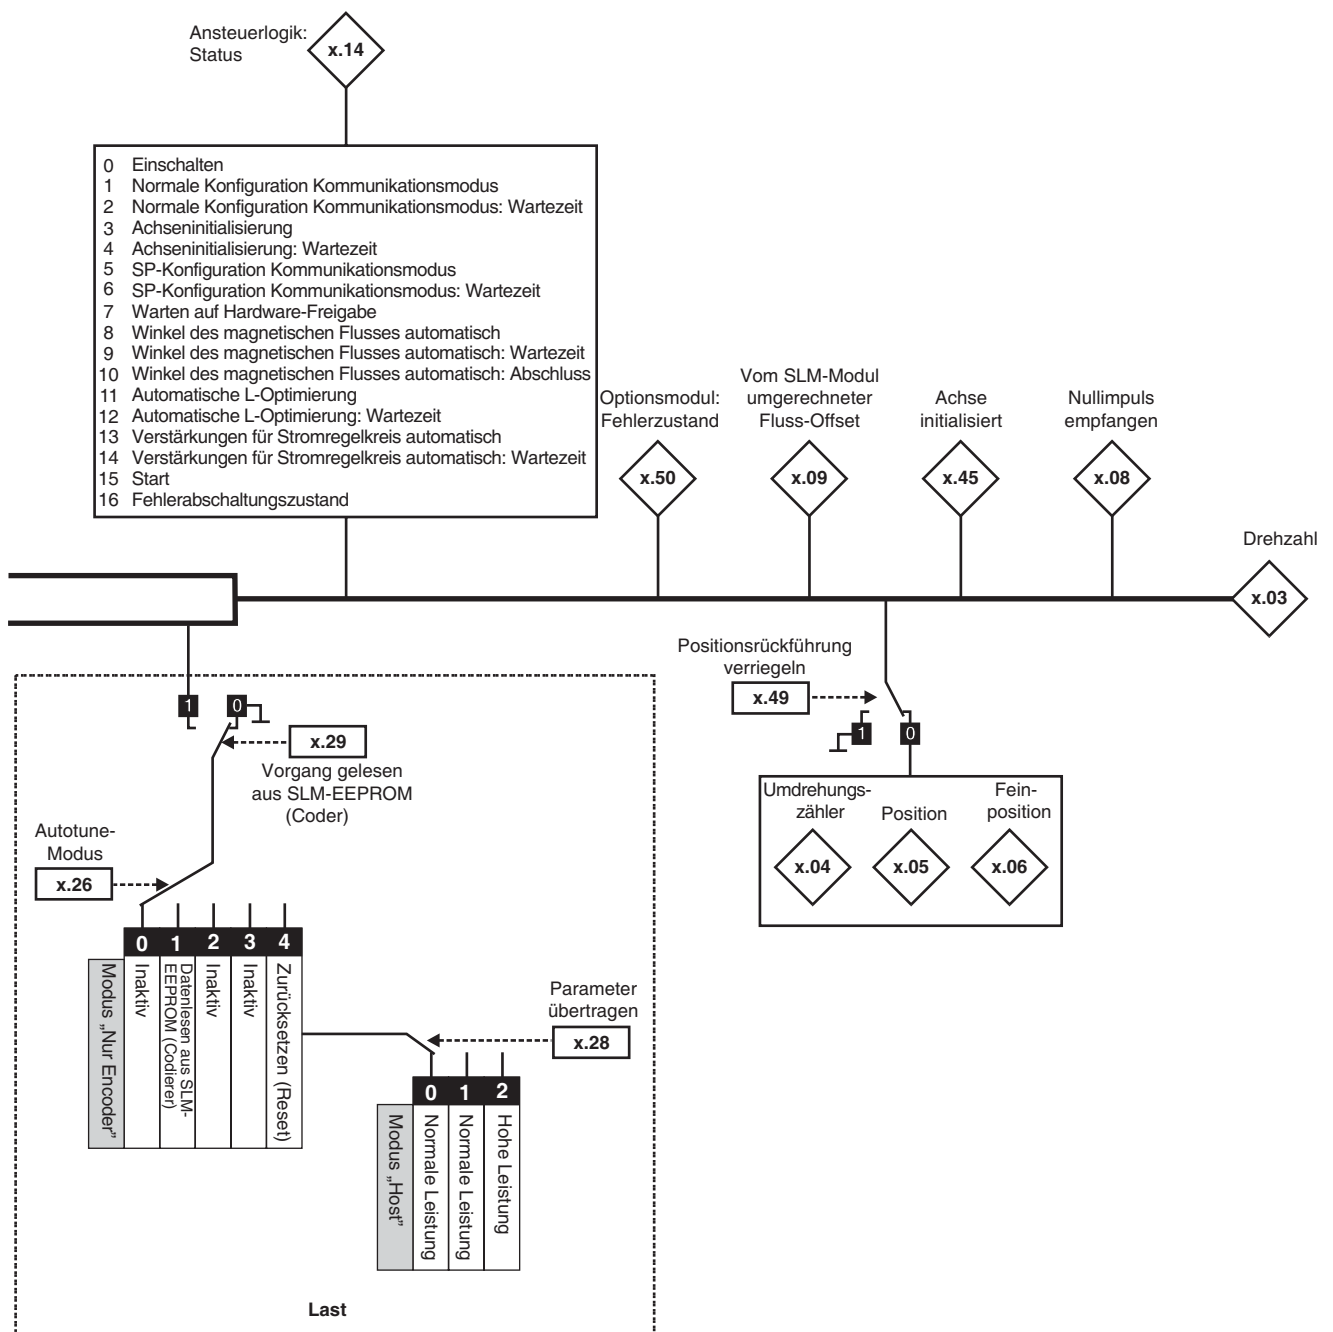 Ansteuerlogik:
Status
x.14
0 Einschalten
1 Normale Konfiguration Kommunikationsmodus
2 Normale Konfiguration Kommunikationsmodus: Wartezeit
3 Achseninitialisierung
4 Achseninitialisierung: Wartezeit
5 SP-Konfiguration Kommunikationsmodus
6 SP-Konfiguration Kommunikationsmodus: Wartezeit
7 Warten auf Hardware-Freigabe
8 Winkel des magnetischen Flusses automatisch
9 Winkel des magnetischen Flusses automatisch: Wartezeit
10 Winkel des magnetischen Flusses automatisch: Abschluss
11 Automatische L-Optimierung
12 Automatische L-Optimierung: Wartezeit
13 Verstärkungen für Stromregelkreis automatisch
14 Verstärkungen für Stromregelkreis automatisch: Wartezeit
15 Start
16 Fehlerabschaltungszustand
Optionsmodul:
Fehlerzustand
x.50
Vom SLM-Modul
umgerechneter
Fluss-Offset
x.09
Achse
initialisiert
x.45
Nullimpuls
empfangen
x.08
Drehzahl
x.03
Positionsrückführung
verriegeln
x.49
1 0
Umdrehungs-
zähler
x.04
Position
x.05
Fein-
position
x.06
1 0
x.29
Vorgang gelesen
aus SLM-EEPROM
(Coder)
Autotune-
Modus
x.26
0 1 2 3 4
Modus „Nur Encoder”
Inaktiv
Datenlesen aus SLM-
EEPROM (Codierer)
Inaktiv
Inaktiv
Zurücksetzen (Reset)
Parameter
übertragen
x.28
0 1 2
Modus „Host”
Normale Leistung
Normale Leistung
Hohe Leistung
Last